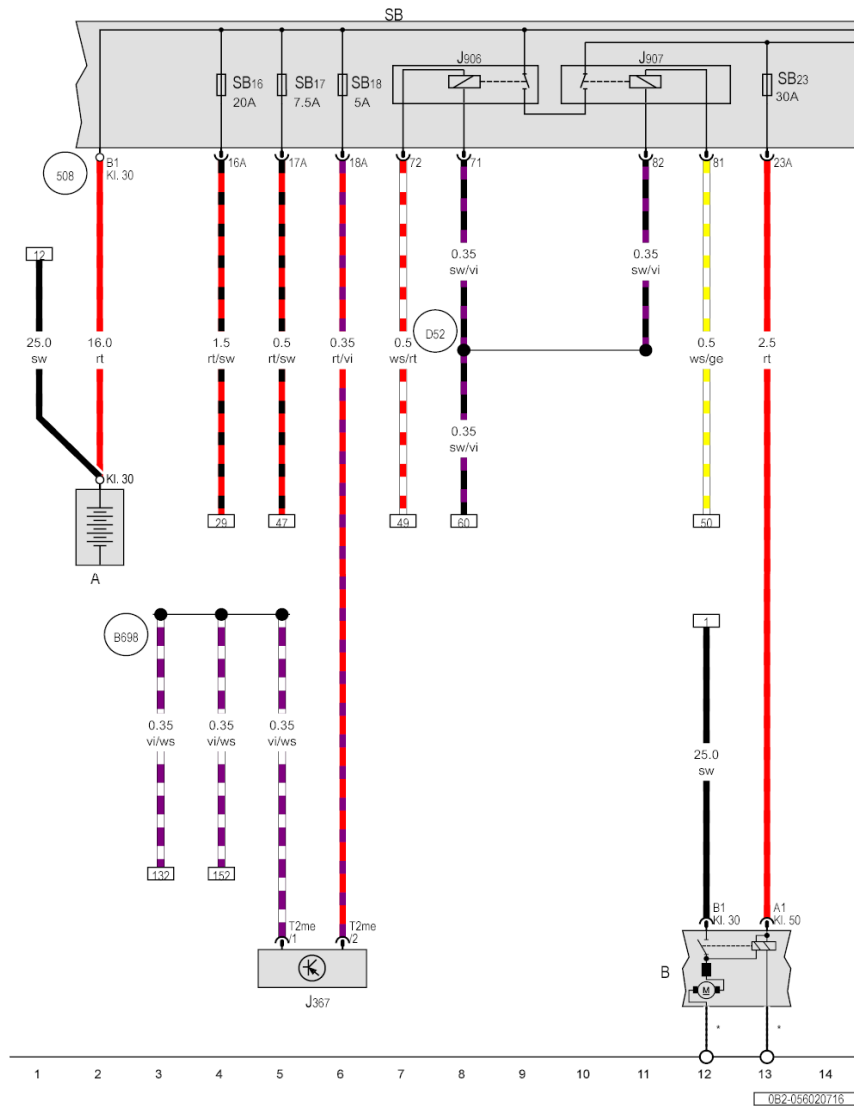 SB
J906
J907
SB16
20A
SB17
7.5A
SB18
5A
SB23
30A
508
B1
Kl. 30
16A
17A
18A
72
71
82
81
23A
12
0.35
sw/vi
0.35
sw/vi
D52
25.0
sw
16.0
rt
1.5
rt/sw
0.5
rt/sw
0.35
rt/vi
0.5
ws/rt
0.5
ws/ge
2.5
rt
0.35
sw/vi
Kl. 30
A
29
47
49
60
50
B698
1
0.35
vi/ws
0.35
vi/ws
0.35
vi/ws
25.0
sw
132
152
T2me
/1
T2me
/2
B1
Kl. 30
A1
Kl. 50
J367
B
M
*
*
1 2 3 4 5 6 7 8 9 10 11 12 13 14
0B2-056020716